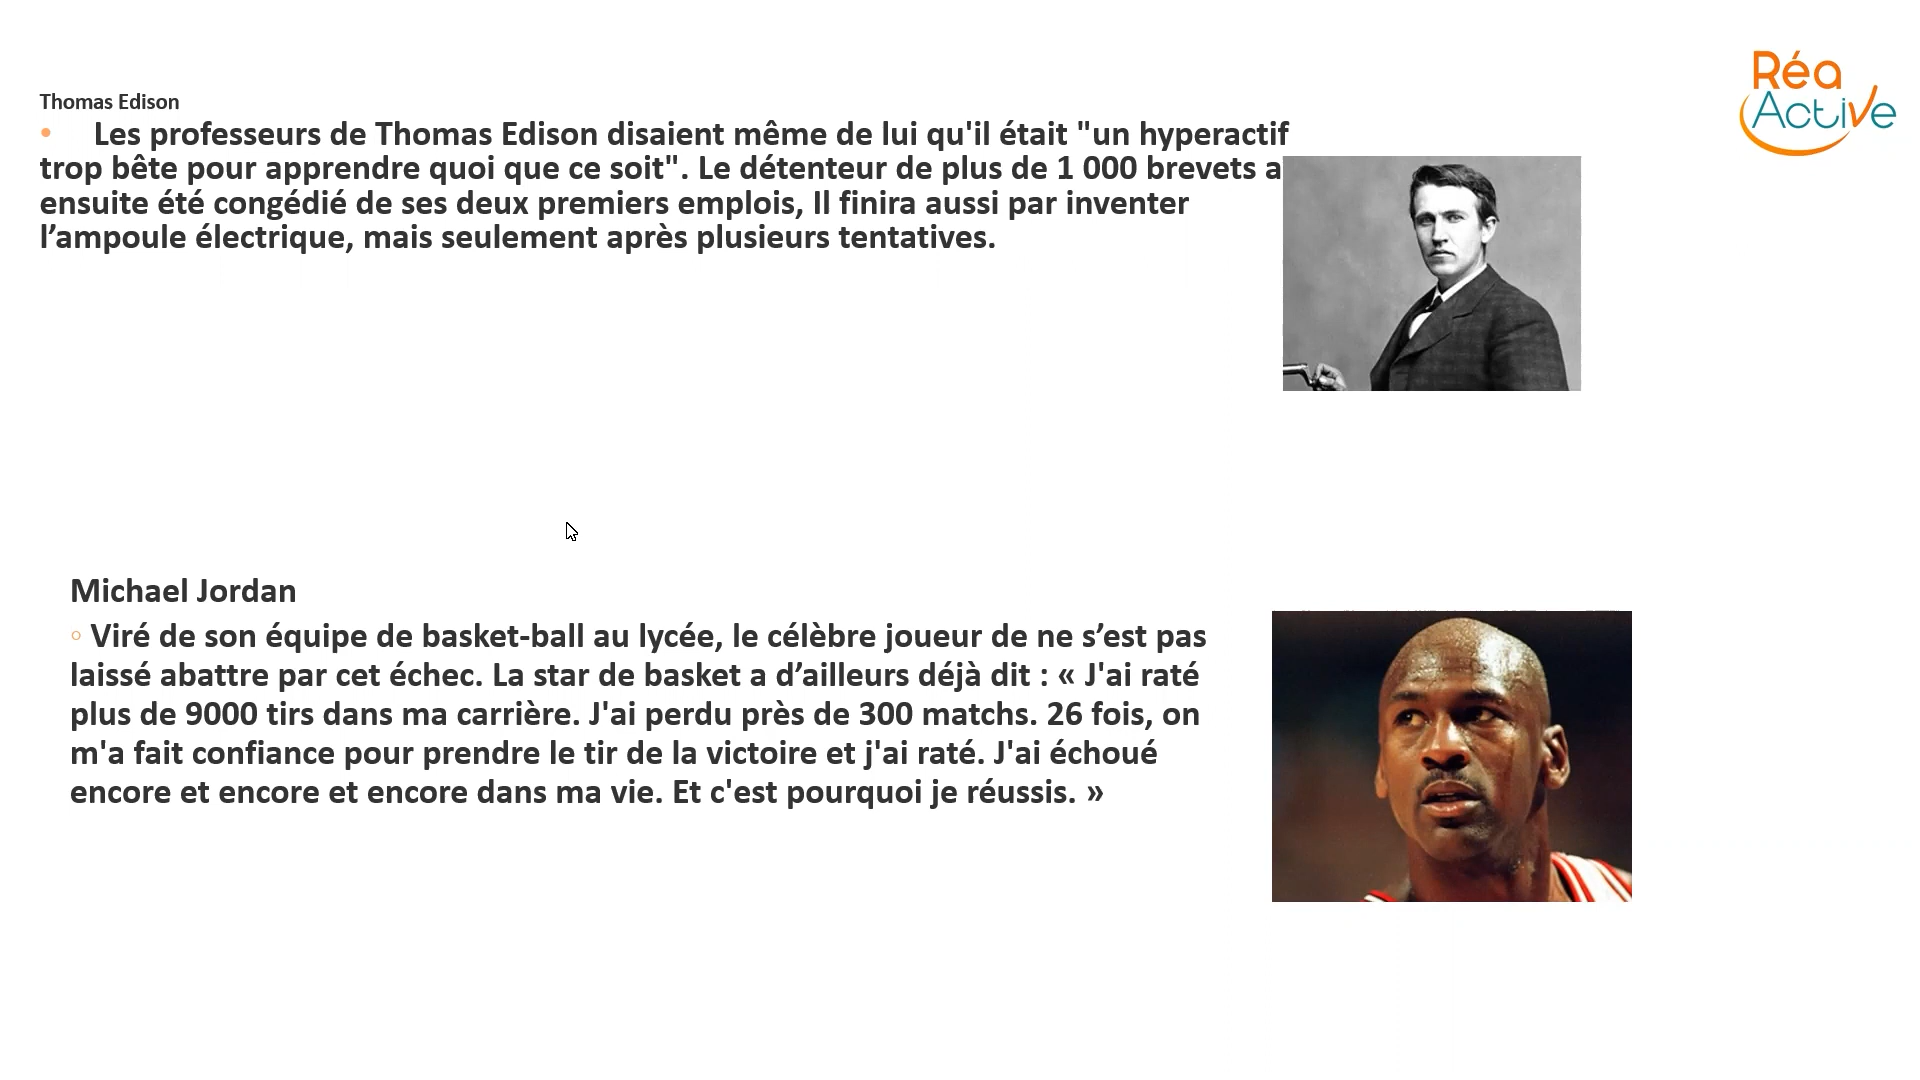 Réa
Active
Thomas Edison
• Les professeurs de Thomas Edison disaient même de lui qu'il était "un hyperactif
trop bête pour apprendre quoi que ce soit". Le détenteur de plus de 1 000 brevets a
ensuite été congédié de ses deux premiers emplois, Il finira aussi par inventer
l’ampoule électrique, mais seulement après plusieurs tentatives.
Michael Jordan
◦ Viré de son équipe de basket-ball au lycée, le célèbre joueur de ne s’est pas
laissé abattre par cet échec. La star de basket a d’ailleurs déjà dit : « J'ai raté
plus de 9000 tirs dans ma carrière. J'ai perdu près de 300 matchs. 26 fois, on
m'a fait confiance pour prendre le tir de la victoire et j'ai raté. J'ai échoué
encore et encore et encore dans ma vie. Et c'est pourquoi je réussis. »